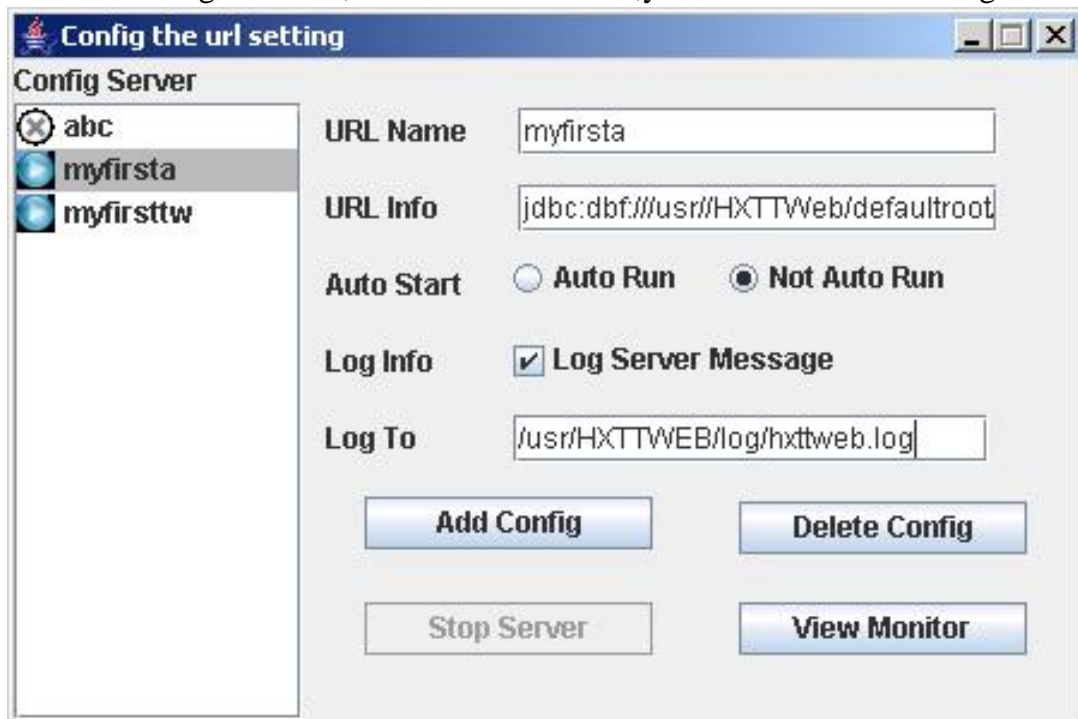 Config the url setting
Config Server
abc
myfirsta
myfirsttw
URL Name myfirsta
URL Info jdbc:dbf:///usr//HXTTWeb/defaultroot
Auto Start Auto Run Not Auto Run
Log Info Log Server Message
Log To /usr/HXTTWEB/log/hxttweb.log
Add Config Delete Config
Stop Server View Monitor